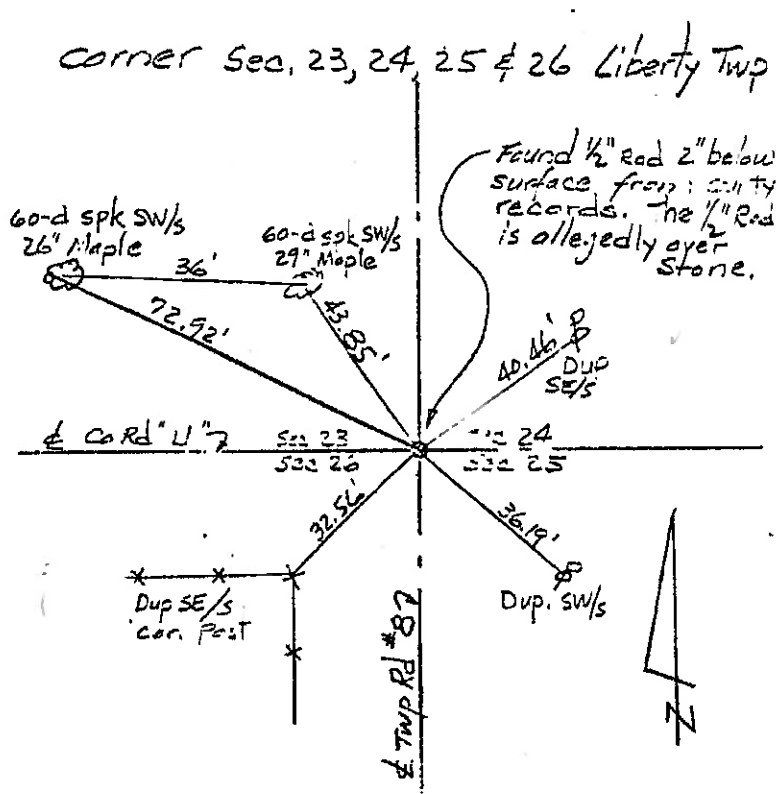 corner Sec. 23, 24, 25 & 26 Liberty Twp
Found 1/2" Rod 2" below
surface from county
records. The 1/2" Rod
is allegedly over
Stone.
60-d spk SW/s
26" Maple
60-d spk SW/s
29" Maple
36'
72.92'
43.85'
40.46'
Dup
SE/s
℄ Co Rd "U"
Sec 23
Sec 24
Sec 26
Sec 25
32.56'
36.19'
Dup SE/s
cor. Post
Dup. SW/s
℄ Twp Rd #87
N